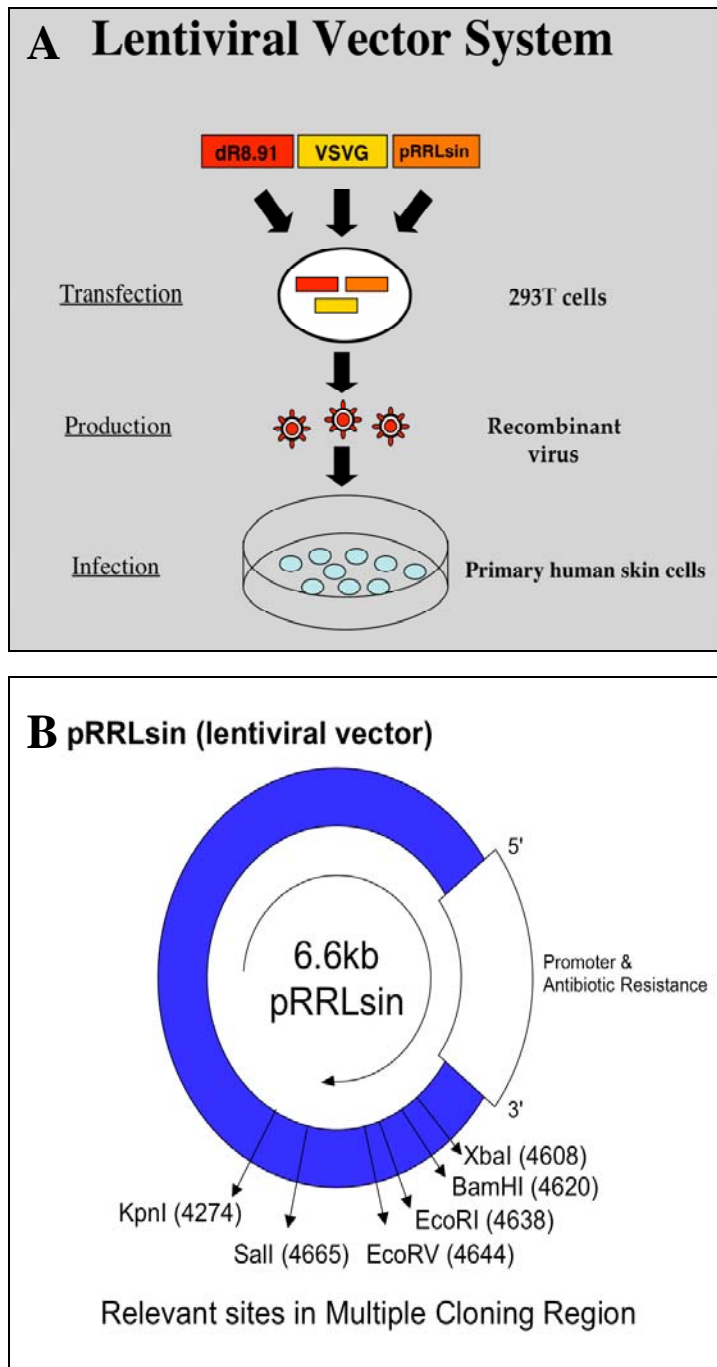 A Lentiviral Vector System
dR8.91 VSVG pRRLsin
Transfection 293T cells
Production Recombinant
virus
Infection Primary human skin cells
B pRRLsin (lentiviral vector)
5'
6.6kb
pRRLsin
Promoter &
Antibiotic Resistance
3'
XbaI (4608)
BamHI (4620)
EcoRI (4638)
KpnI (4274)
SalI (4665) EcoRV (4644)
Relevant sites in Multiple Cloning Region